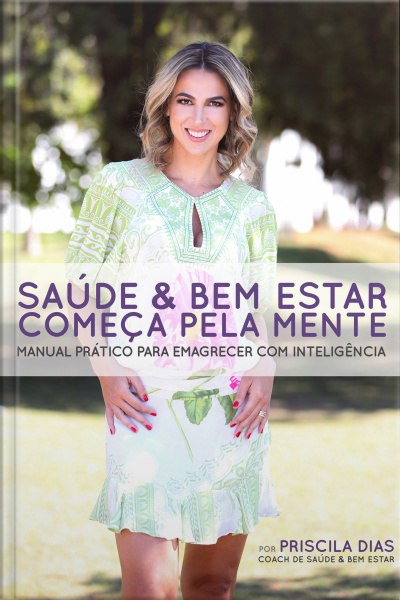 SAÚDE & BEM ESTAR
COMEÇA PELA MENTE
MANUAL PRÁTICO PARA EMAGRECER COM INTELIGÊNCIA
POR PRISCILA DIAS
COACH DE SAÚDE & BEM ESTAR